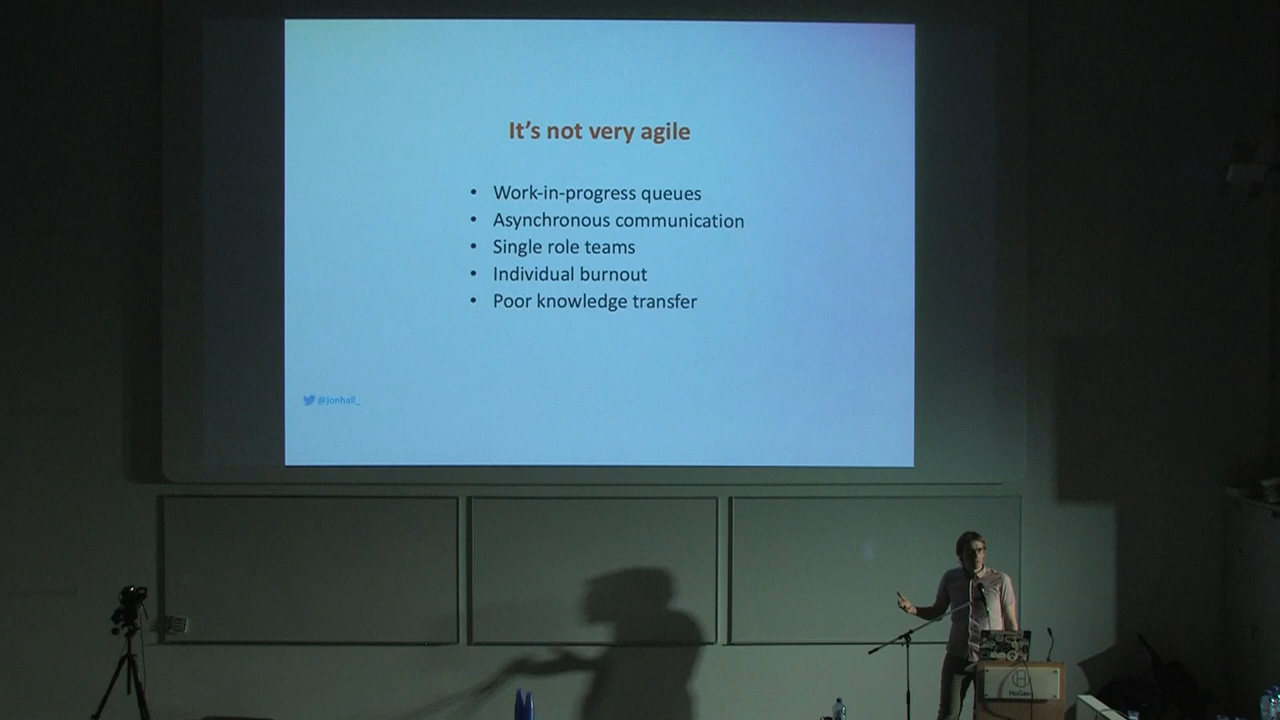 It's not very agile
• Work-in-progress queues
• Asynchronous communication
• Single role teams
• Individual burnout
• Poor knowledge transfer
@jonhall_